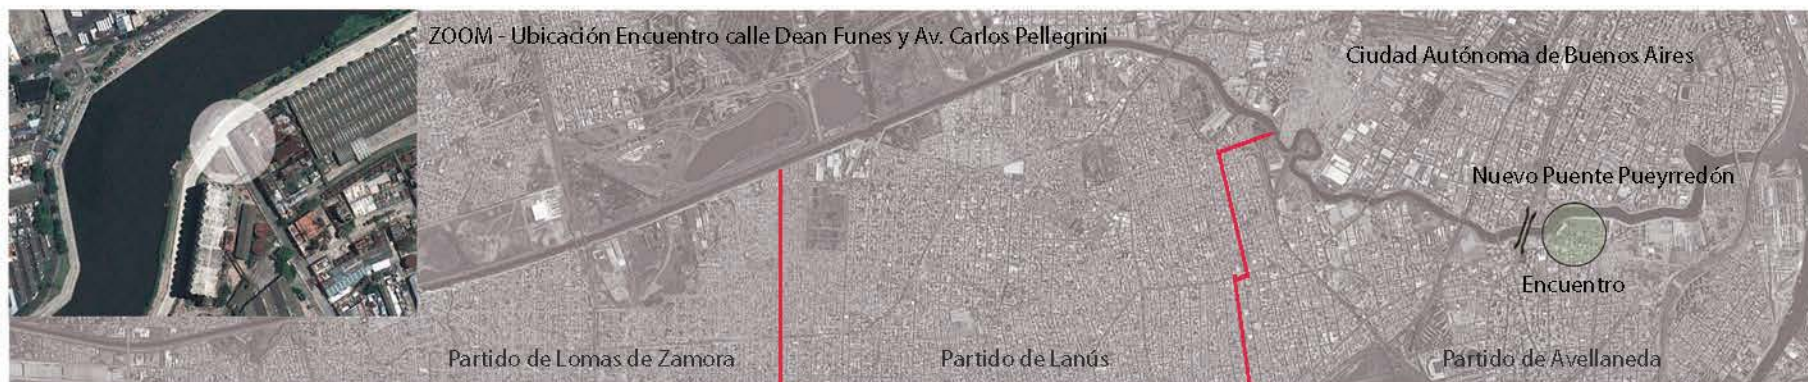 ZOOM - Ubicación Encuentro calle Dean Funes y Av. Carlos Pellegrini
Ciudad Autónoma de Buenos Aires
Nuevo Puente Pueyrredón
Encuentro
Partido de Lomas de Zamora
Partido de Lanús
Partido de Avellaneda